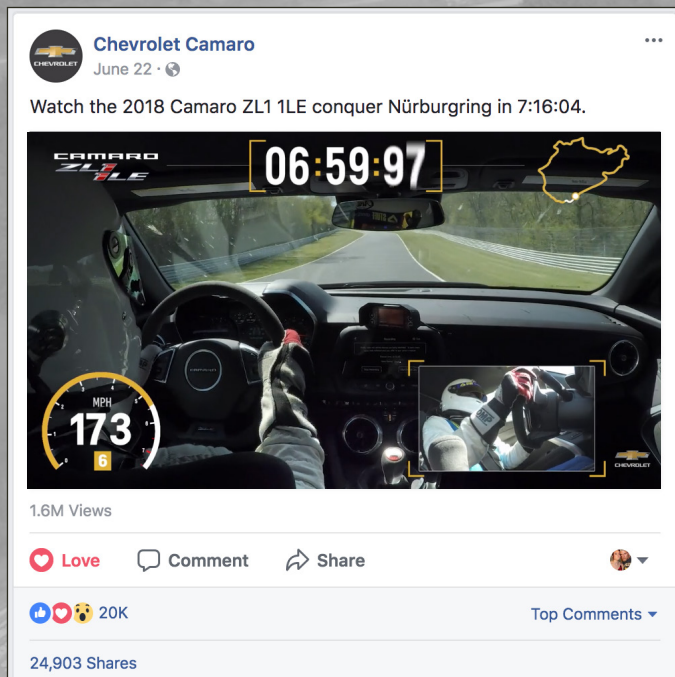 Chevrolet Camaro
June 22
Watch the 2018 Camaro ZL1 1LE conquer Nürburgring in 7:16:04.
CAMARO
ZL1
1LE
06:59:97
MPH
173
6
CHEVROLET
1.6M Views
Love
Comment
Share
20K
Top Comments
24,903 Shares